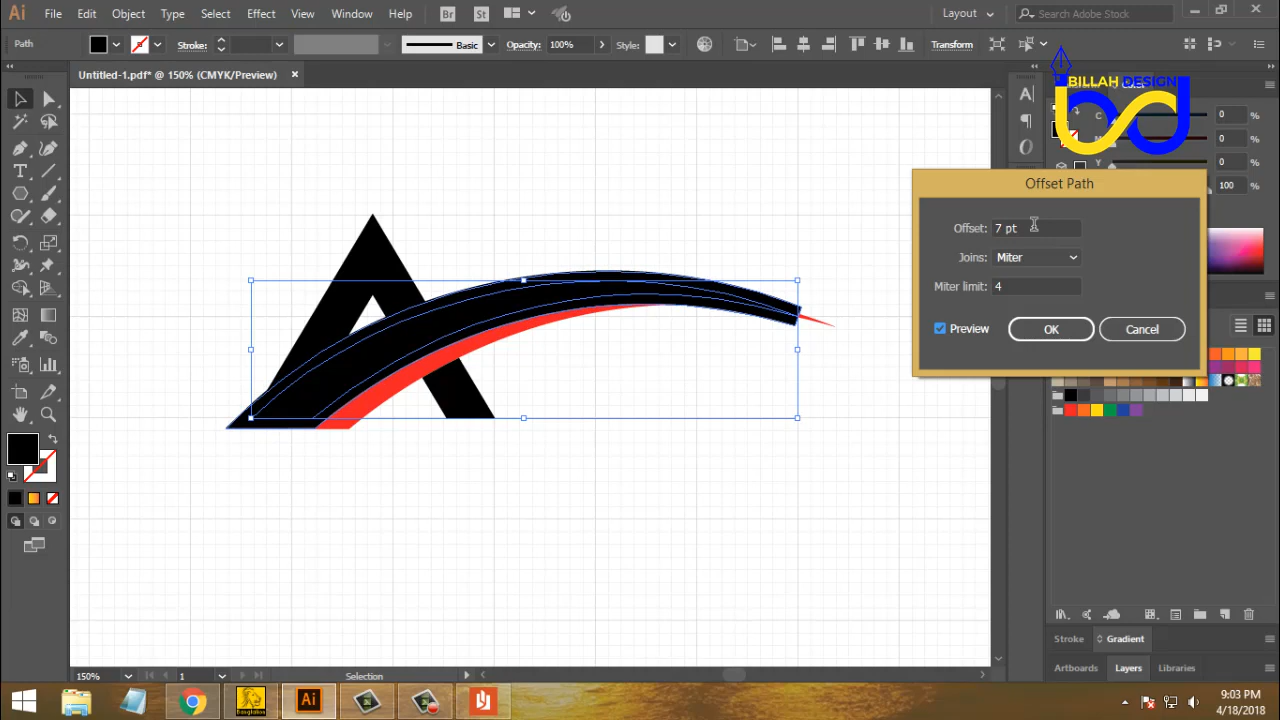 Ai File Edit Object Type Select Effect View Window Help Br St Layout Search Adobe Stock
Path Stroke: Basic Opacity: 100% Style: Transform
Untitled-1.pdf* @ 150% (CMYK/Preview)
BILLAH DESIGN
bd
C 0 %
M 0 %
Y 0 %
100 %
Offset Path
Offset: 7 pt
Joins: Miter
Miter limit: 4
Preview OK Cancel
Stroke Gradient
Artboards Layers Libraries
150% 1 Selection
Ai
9:03 PM
4/18/2018